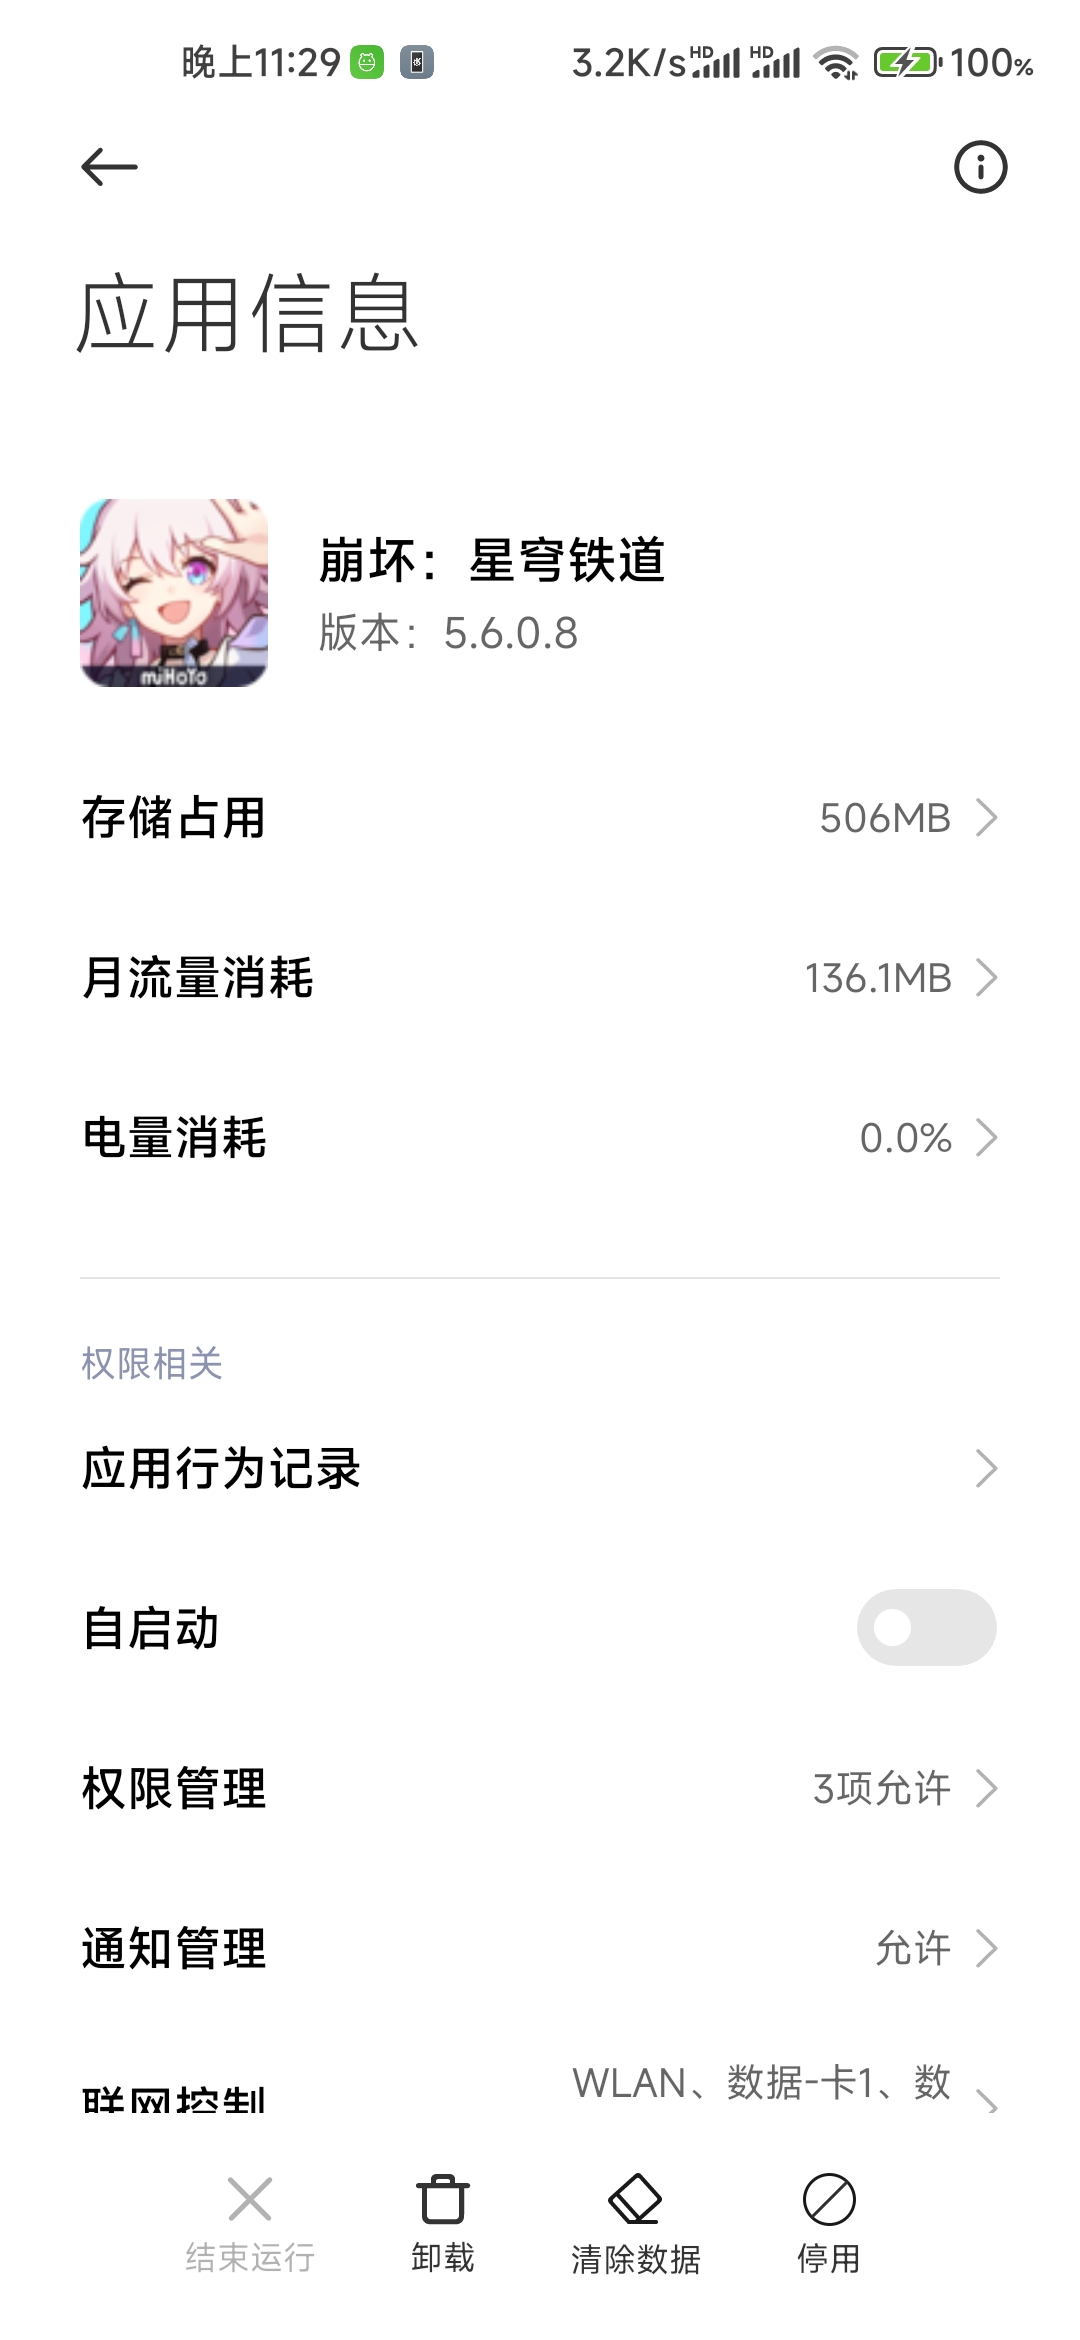 晚上11:29 3.2K/s HD HD 100%
应用信息
miHoYo
崩坏：星穹铁道
版本：5.6.0.8
存储占用 506MB
月流量消耗 136.1MB
电量消耗 0.0%
权限相关
应用行为记录
自启动
权限管理 3项允许
通知管理 允许
联网控制 WLAN、数据-卡1、数
结束运行 卸载 清除数据 停用